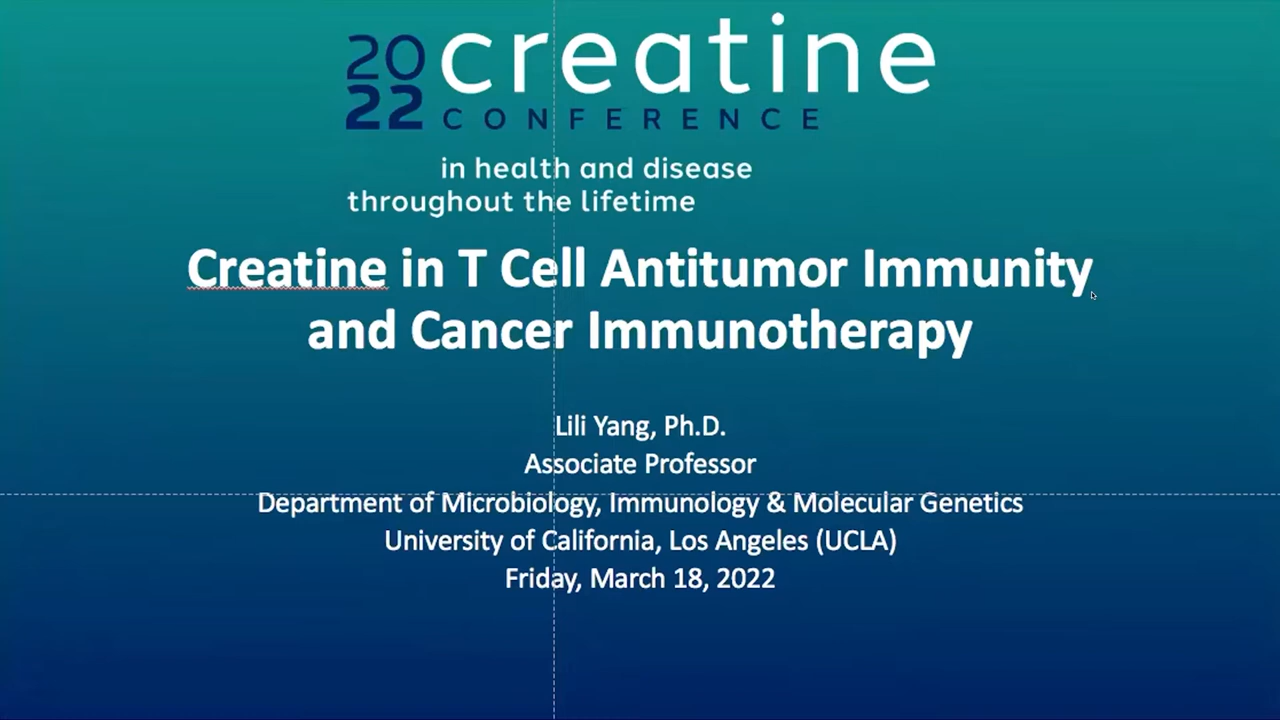 2022 creatine
CONFERENCE
in health and disease
throughout the lifetime
Creatine in T Cell Antitumor Immunity
and Cancer Immunotherapy
Lili Yang, Ph.D.
Associate Professor
Department of Microbiology, Immunology & Molecular Genetics
University of California, Los Angeles (UCLA)
Friday, March 18, 2022